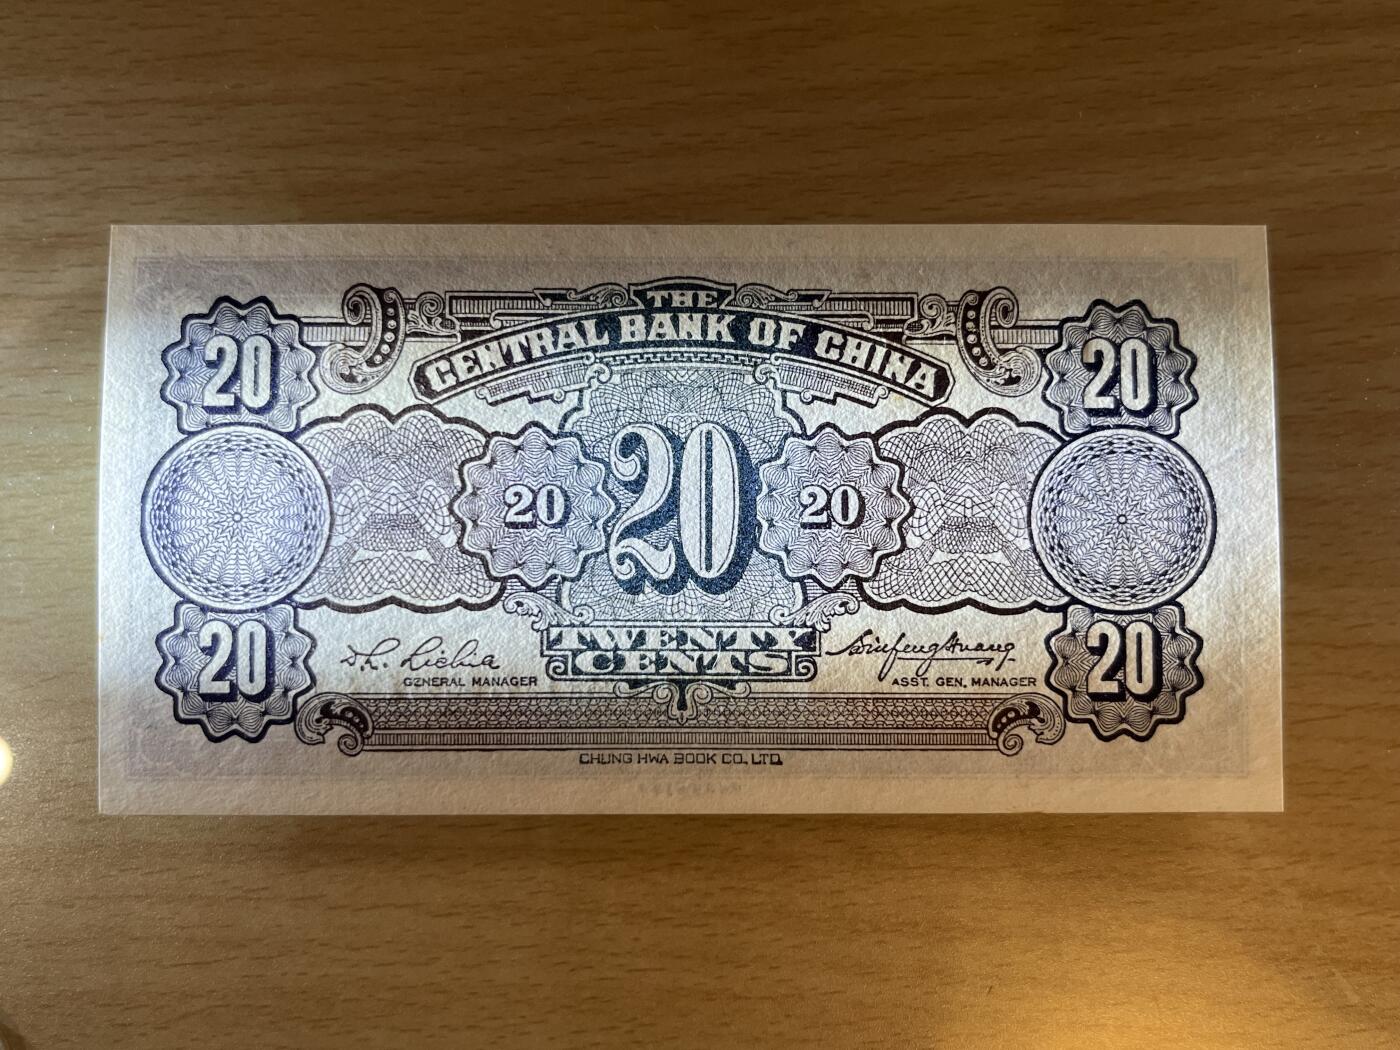 THE
CENTRAL BANK OF CHINA
20
20
20
20
20
20
20
TWENTY
CENTS
GENERAL MANAGER
ASST. GEN. MANAGER
CHUNG HWA BOOK CO. LTD.